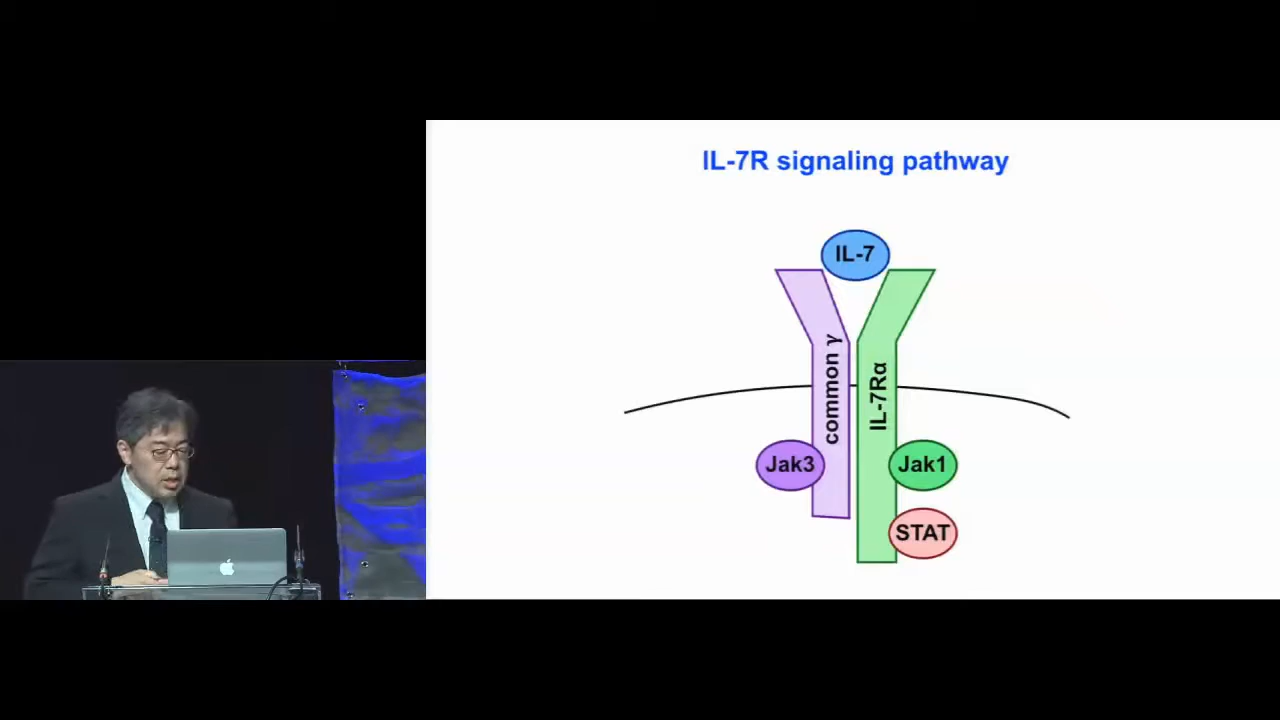 IL-7R signaling pathway
IL-7
common γ
IL-7Rα
Jak3
Jak1
STAT